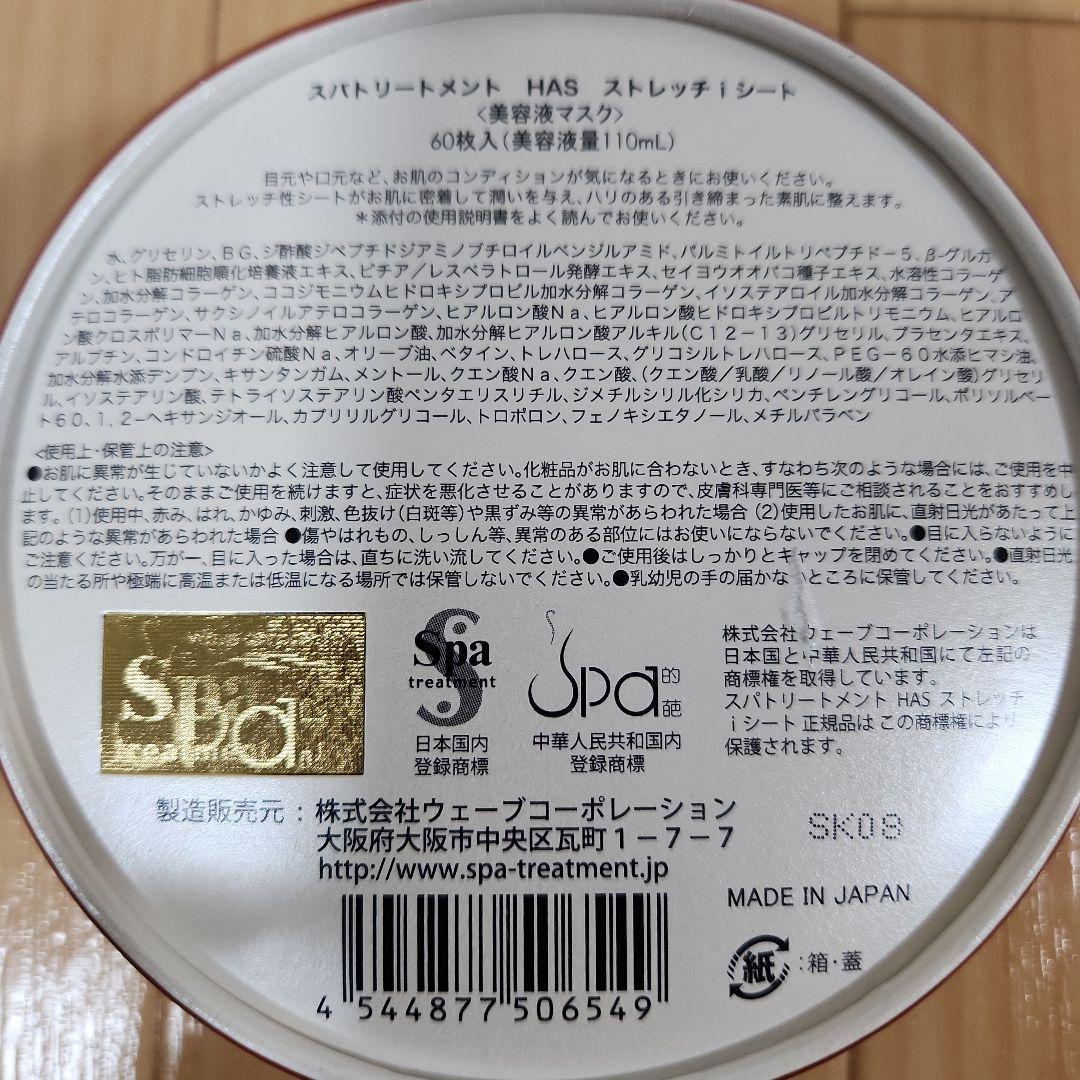 スパトリートメント HAS ストレッチiシート
〈美容液マスク〉
60枚入(美容液量110mL)
目元や口元など、お肌のコンディションが気になるときにお使いください。
ストレッチ性シートがお肌に密着して潤いを与え、ハリのある引き締まった素肌に整えます。
＊添付の使用説明書をよく読んでお使いください。
水、グリセリン、BG、ジ酢酸ジペプチドジアミノブチロイルベンジルアミド、パルミトイルトリペプチド-5、β-グルカ
ン、ヒト脂肪細胞順化培養液エキス、ピチア／レスベラトロール発酵エキス、セイヨウオオバコ種子エキス、水溶性コラーゲ
ン、加水分解コラーゲン、ココジモニウムヒドロキシプロピル加水分解コラーゲン、イソステアロイル加水分解コラーゲン、ア
テロコラーゲン、サクシノイルアテロコラーゲン、ヒアルロン酸Na、ヒアルロン酸ヒドロキシプロピルトリモニウム、ヒアルロ
ン酸クロスポリマーNa、加水分解ヒアルロン酸、加水分解ヒアルロン酸アルキル(C12-13)グリセリル、プラセンタエキス、
アルブチン、コンドロイチン硫酸Na、オリーブ油、ベタイン、トレハロース、グリコシルトレハロース、PEG-60水添ヒマシ油、
加水分解水添デンプン、キサンタンガム、メントール、クエン酸Na、クエン酸、(クエン酸／乳酸／リノール酸／オレイン酸)グリセリ
ル、イソステアリン酸、テトライソステアリン酸ペンタエリスリチル、ジメチルシリル化シリカ、ペンチレングリコール、ポリソルベー
ト60、1,2-ヘキサンジオール、カプリリルグリコール、トロポロン、フェノキシエタノール、メチルパラベン
<使用上・保管上の注意>
●お肌に異常が生じていないかよく注意して使用してください。化粧品がお肌に合わないとき、すなわち次のような場合には、ご使用を中
止してください。そのままご使用を続けますと、症状を悪化させることがありますので、皮膚科専門医等にご相談されることをおすすめし
ます。(1)使用中、赤み、はれ、かゆみ、刺激、色抜け(白斑等)や黒ずみ等の異常があらわれた場合 (2)使用したお肌に、直射日光があたって上
記のような異常があらわれた場合 ●傷やはれもの、しっしん等、異常のある部位にはお使いにならないでください。●目に入らないように
ご注意ください。万が一、目に入った場合は、直ちに洗い流してください。●ご使用後はしっかりとキャップを閉めてください。●直射日光
の当たる所や極端に高温または低温になる場所では保管しないでください。●乳幼児の手の届かないところに保管してください。
Spa
treatment
Spa
treatment
日本国内
登録商標
Spa的葩
中華人民共和国内
登録商標
株式会社ウェーブコーポレーションは
日本国と中華人民共和国にて左記の
商標権を取得しています。
スパトリートメント HAS ストレッチ
iシート 正規品は この商標権により
保護されます。
製造販売元：株式会社ウェーブコーポレーション
大阪府大阪市中央区瓦町1-7-7
http://www.spa-treatment.jp
SK09
MADE IN JAPAN
紙：箱・蓋
4 544877 506549